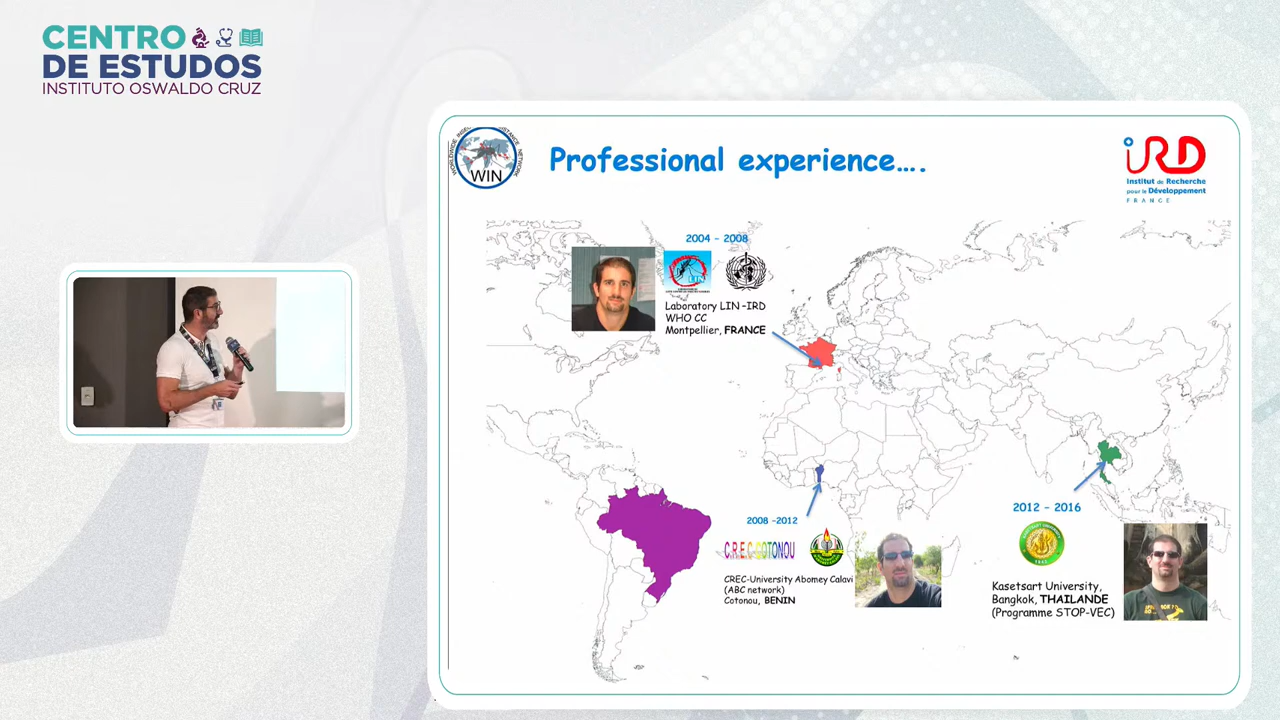 CENTRO
DE ESTUDOS
INSTITUTO OSWALDO CRUZ
WIN
Professional experience....
iRD
Institut de Recherche
pour le Développement
FRANCE
2004 - 2008
LIN
Laboratory LIN -IRD
WHO CC
Montpellier, FRANCE
2008 -2012
C.R.E.C-COTONOU
CREC-University Abomey Calavi
(ABC network)
Cotonou, BENIN
2012 - 2016
Kasetsart University,
Bangkok, THAILANDE
(Programme STOP-VEC)